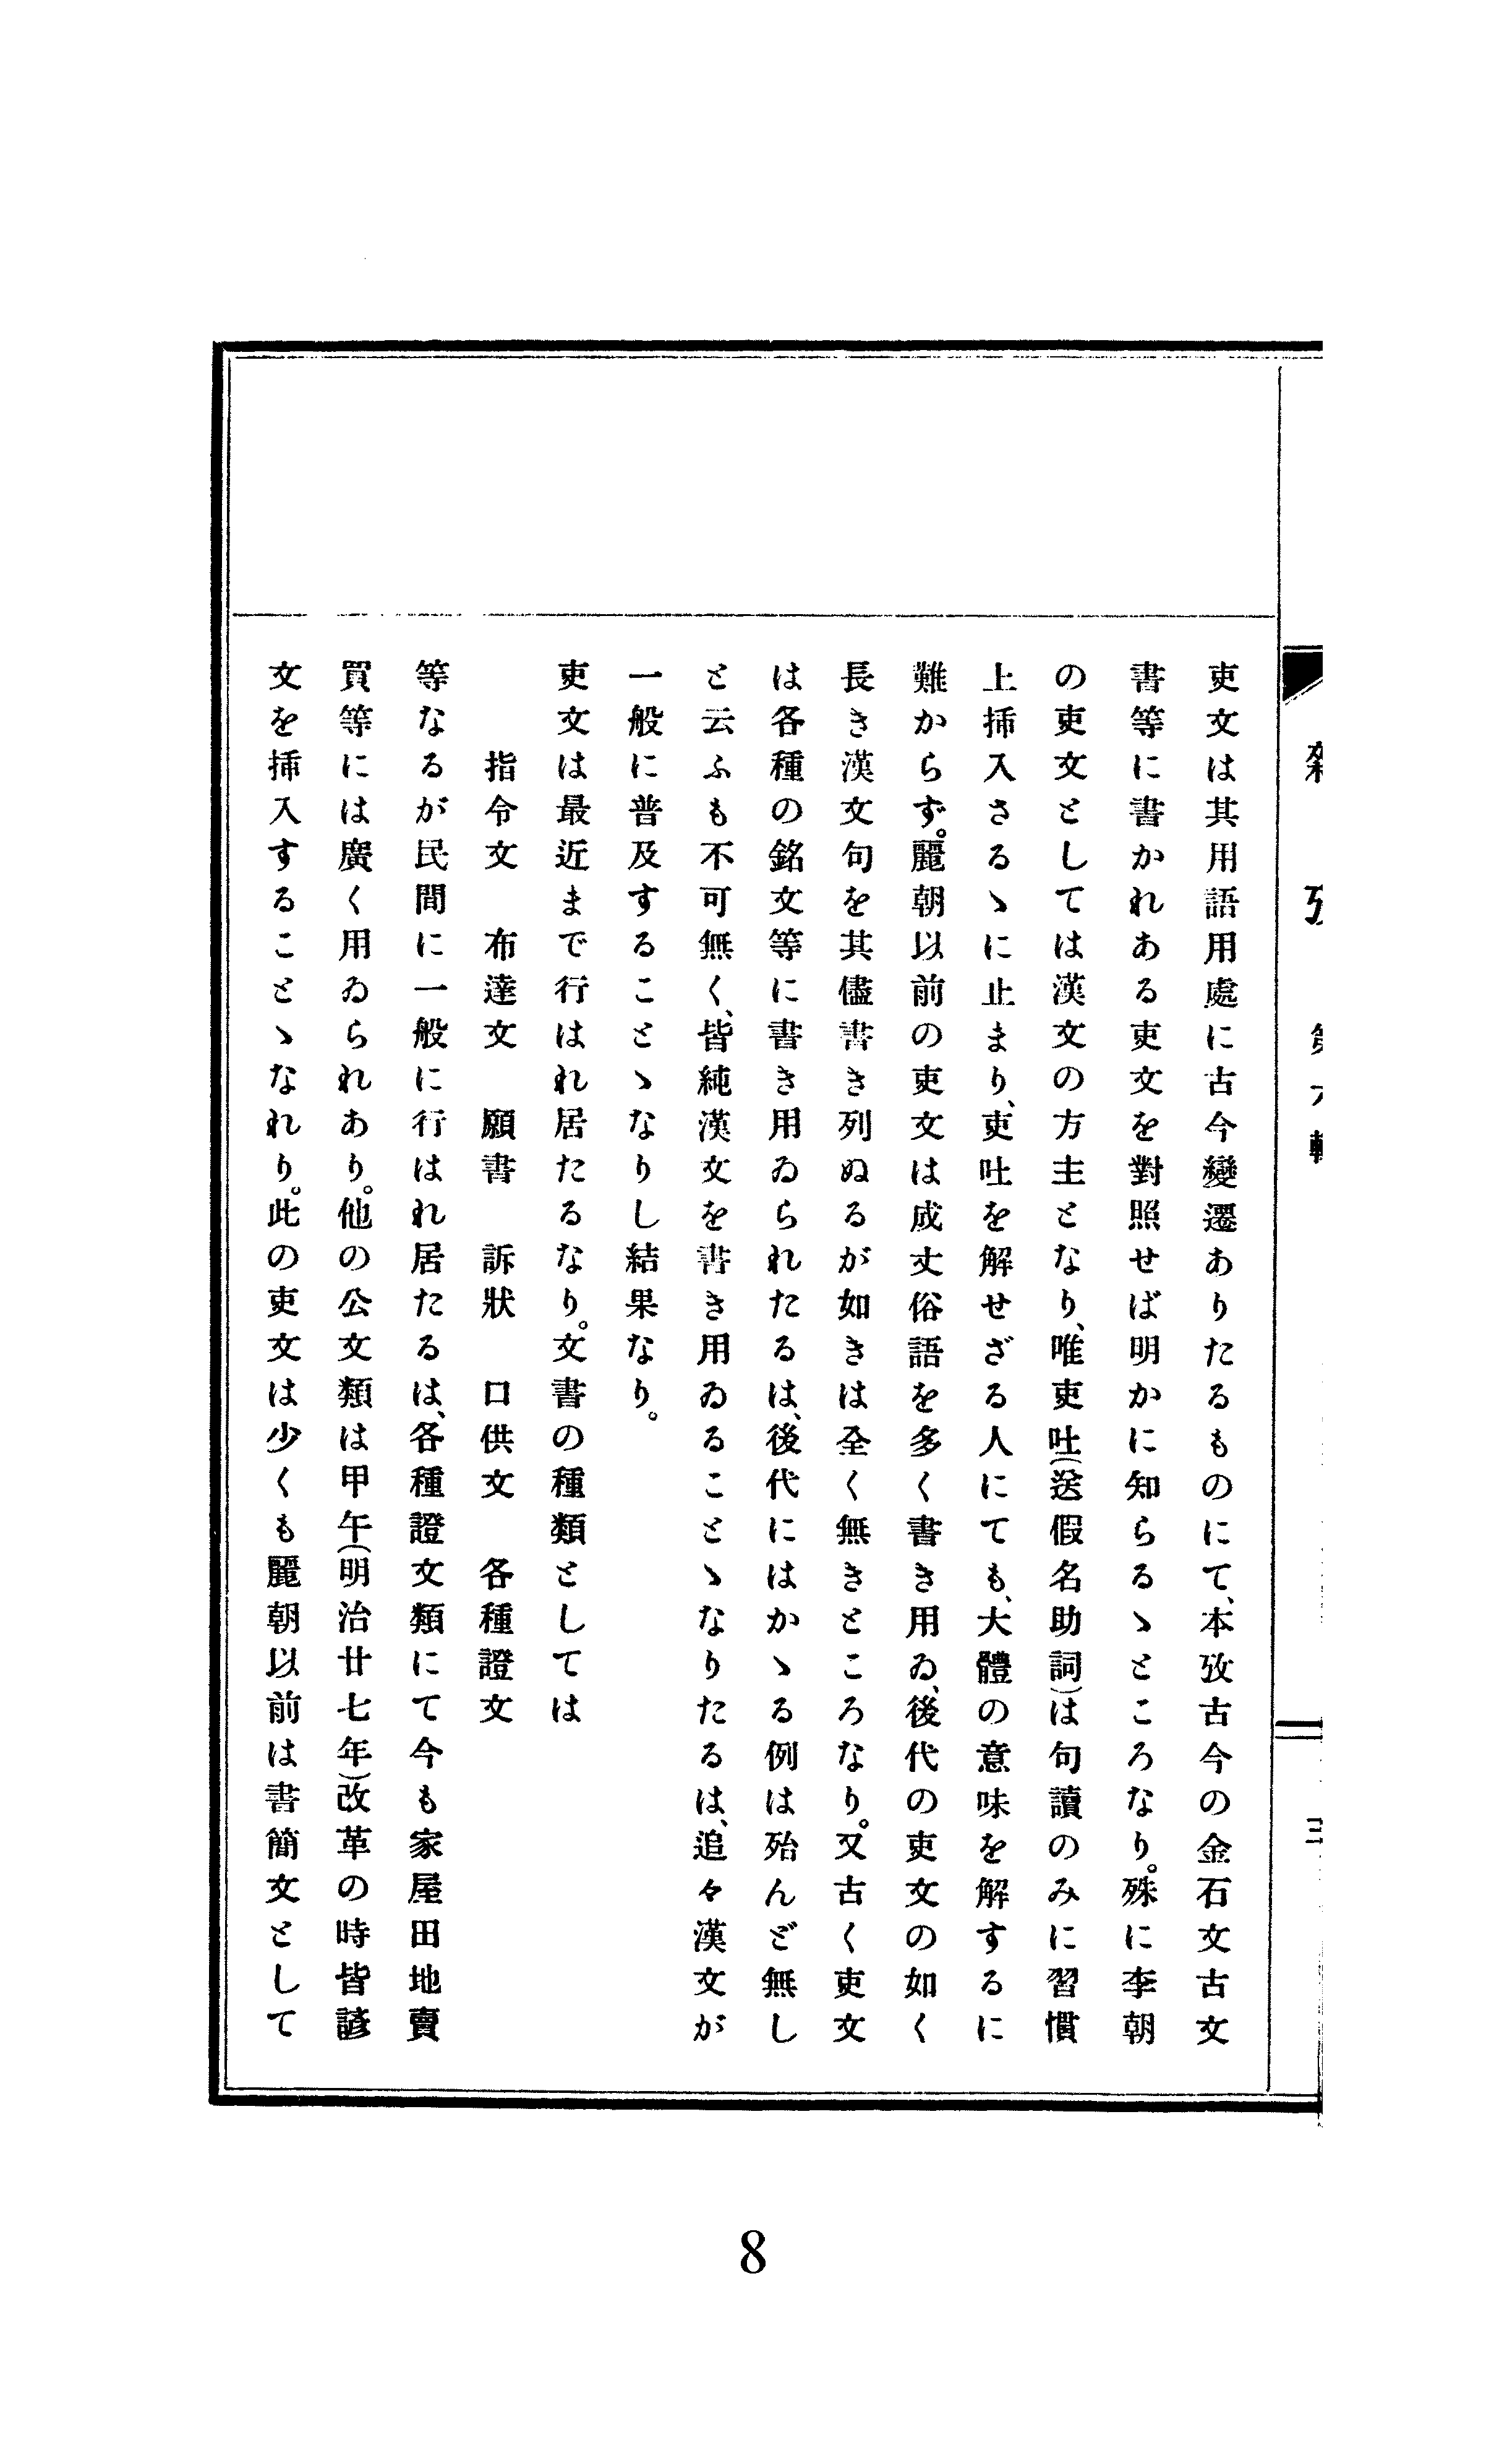 吏文は其用語用處に古今變遷ありたるものにて、本攷古今の金石文古文
書等に書かれある吏文を對照せば明かに知らるゝところなり。殊に李朝
の吏文としては漢文の方主となり、唯吏吐(送假名助詞)は句讀のみに習慣
上挿入さるゝに止まり、吏吐を解せざる人にても、大體の意味を解するに
難からず。麗朝以前の吏文は成丈俗語を多く書き用ゐ、後代の吏文の如く
長き漢文句を其儘書き列ぬるが如きは全く無きところなり。又古く吏文
は各種の銘文等に書き用ゐられたるは、後代にはかゝる例は殆んど無し
と云ふも不可無く、皆純漢文を書き用ゐることゝなりたるは、追々漢文が
一般に普及することゝなりし結果なり。
吏文は最近まで行はれ居たるなり。文書の種類としては
指令文　布達文　願書　訴狀　口供文　各種證文
等なるが民間に一般に行はれ居たるは、各種證文類にて今も家屋田地賣
買等には廣く用ゐられあり。他の公文類は甲午(明治廿七年)改革の時皆諺
文を挿入することゝなれり。此の吏文は少くも麗朝以前は書簡文として
8